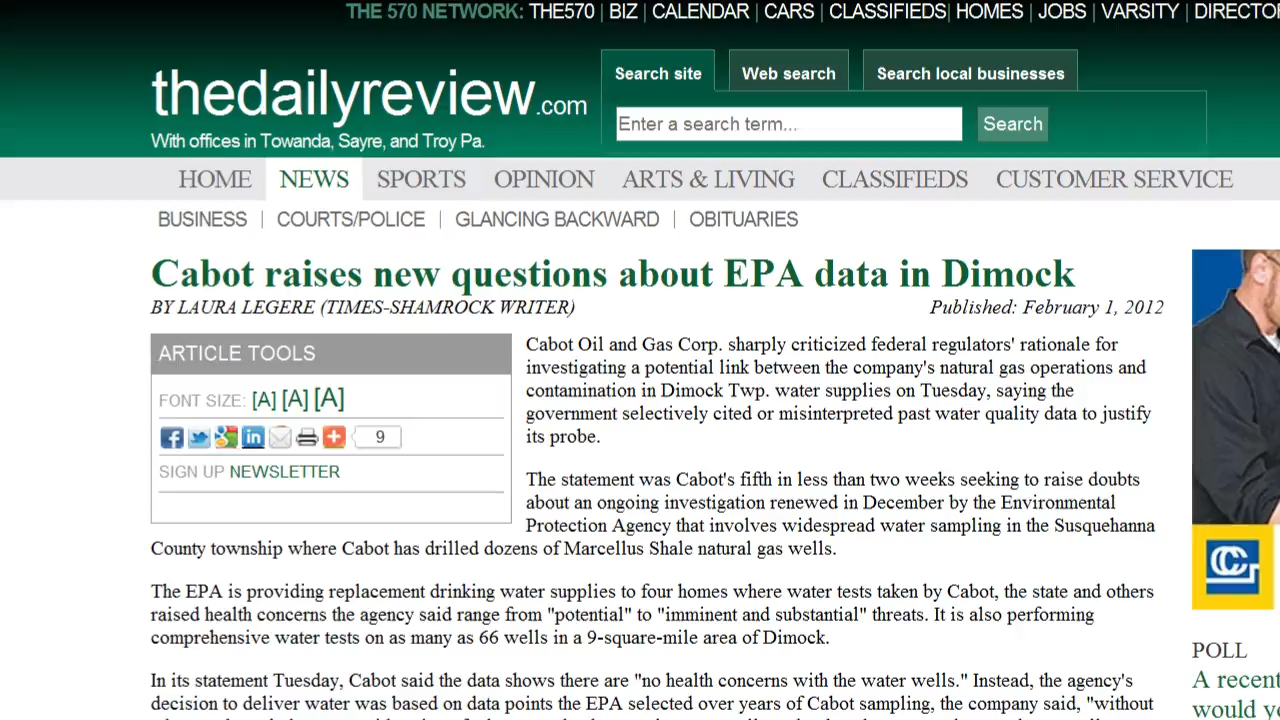 THE 570 NETWORK: THE570 | BIZ | CALENDAR | CARS | CLASSIFIEDS| HOMES | JOBS | VARSITY |
Search site Web search Search local businesses
thedailyreview.com
Enter a search term... Search
With offices in Towanda, Sayre, and Troy Pa.
HOME NEWS SPORTS OPINION ARTS & LIVING CLASSIFIEDS CUSTOMER SERVICE
BUSINESS | COURTS/POLICE | GLANCING BACKWARD | OBITUARIES
Cabot raises new questions about EPA data in Dimock
BY LAURA LEGERE (TIMES-SHAMROCK WRITER) Published: February 1, 2012
ARTICLE TOOLS
FONT SIZE: [A] [A] [A]
9
SIGN UP NEWSLETTER
Cabot Oil and Gas Corp. sharply criticized federal regulators' rationale for
investigating a potential link between the company's natural gas operations and
contamination in Dimock Twp. water supplies on Tuesday, saying the
government selectively cited or misinterpreted past water quality data to justify
its probe.
The statement was Cabot's fifth in less than two weeks seeking to raise doubts
about an ongoing investigation renewed in December by the Environmental
Protection Agency that involves widespread water sampling in the Susquehanna
County township where Cabot has drilled dozens of Marcellus Shale natural gas wells.
The EPA is providing replacement drinking water supplies to four homes where water tests taken by Cabot, the state and others
raised health concerns the agency said range from "potential" to "imminent and substantial" threats. It is also performing
comprehensive water tests on as many as 66 wells in a 9-square-mile area of Dimock.
In its statement Tuesday, Cabot said the data shows there are "no health concerns with the water wells." Instead, the agency's
decision to deliver water was based on data points the EPA selected over years of Cabot sampling, the company said, "without
POLL
A recent
would